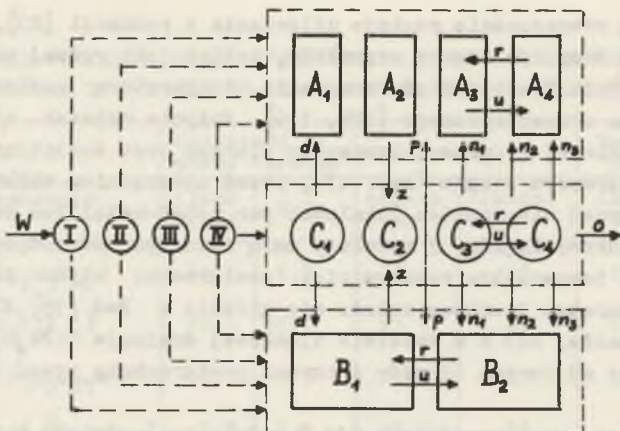 A₁ A₂ A₃ r u A₄
d p n₁ n₂ n₃
z
W I II III IV C₁ C₂ C₃ r u C₄ O
z
d p n₁ n₂ n₃
B₁ r u B₂